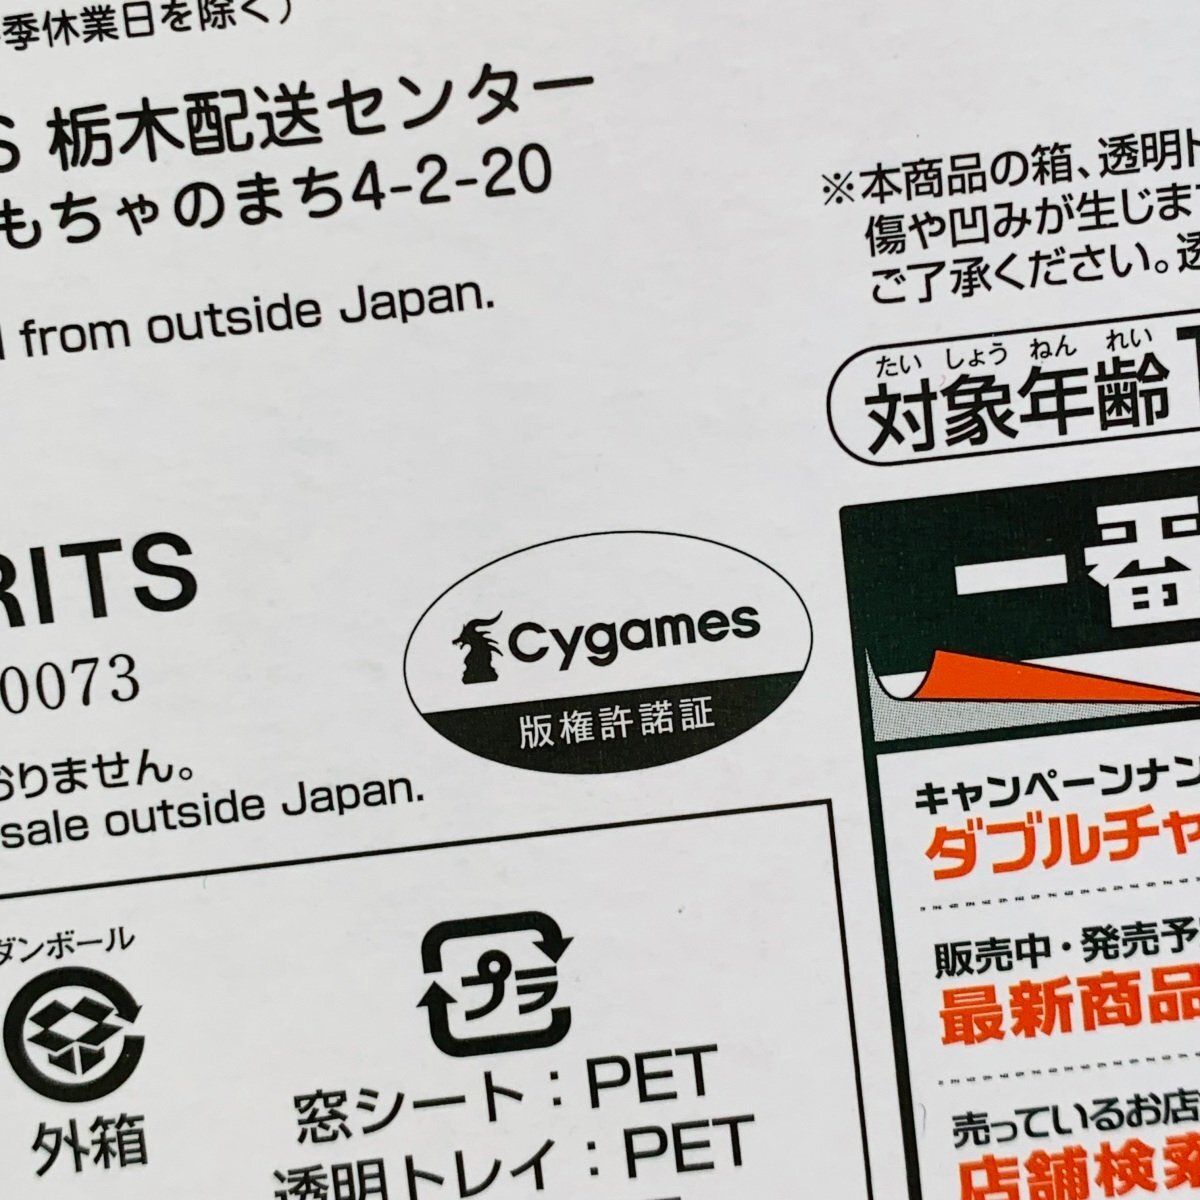 季休業日を除く)
S 栃木配送センター
もちゃのまち4-2-20
from outside Japan.
※本商品の箱、透明ト
傷や凹みが生じま
ご了承ください。透
たい しょう ねん れい
対象年齢
RITS
0073
Cygames
版権許諾証
おりません。
sale outside Japan.
一番
キャンペーンナン
ダブルチャ
販売中・発売予
最新商品
売っているお店
店舗検索
ダンボール
外箱
プラ
窓シート:PET
透明トレイ:PET